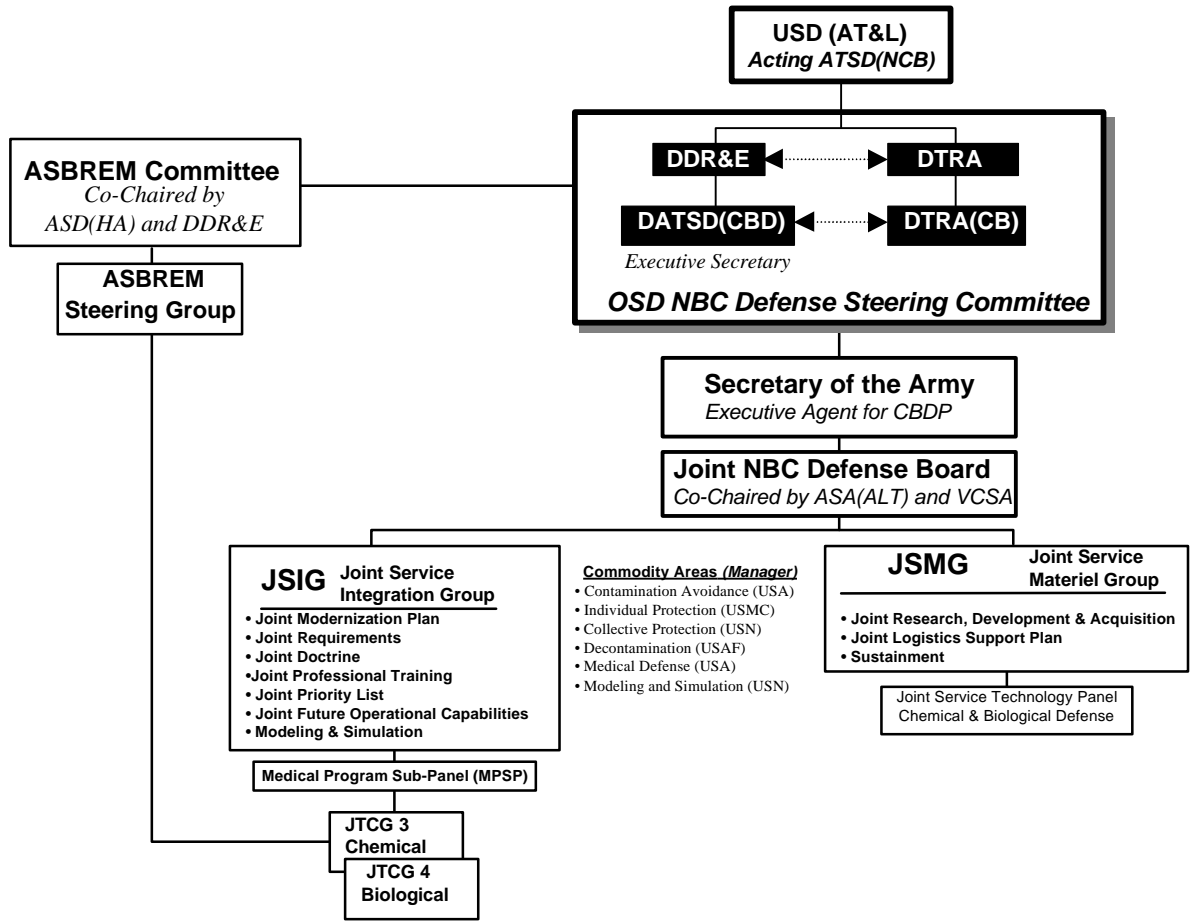 USD (AT&L)
Acting ATSD(NCB)
DDR&E
DTRA
DATSD(CBD)
DTRA(CB)
Executive Secretary
OSD NBC Defense Steering Committee
ASBREM Committee
Co-Chaired by
ASD(HA) and DDR&E
ASBREM
Steering Group
Secretary of the Army
Executive Agent for CBDP
Joint NBC Defense Board
Co-Chaired by ASA(ALT) and VCSA
JSIG Joint Service
Integration Group
• Joint Modernization Plan
• Joint Requirements
• Joint Doctrine
•Joint Professional Training
• Joint Priority List
• Joint Future Operational Capabilities
• Modeling & Simulation
Commodity Areas (Manager)
• Contamination Avoidance (USA)
• Individual Protection (USMC)
• Collective Protection (USN)
• Decontamination (USAF)
• Medical Defense (USA)
• Modeling and Simulation (USN)
JSMG Joint Service
Materiel Group
• Joint Research, Development & Acquisition
• Joint Logistics Support Plan
• Sustainment
Joint Service Technology Panel
Chemical & Biological Defense
Medical Program Sub-Panel (MPSP)
JTCG 3
Chemical
JTCG 4
Biological